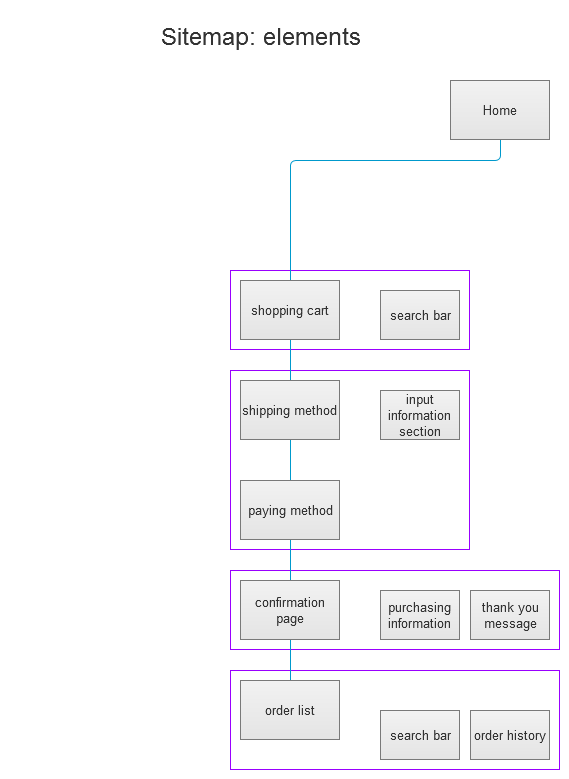 Sitemap: elements
Home
shopping cart
search bar
shipping method
input
information
section
paying method
confirmation
page
purchasing
information
thank you
message
order list
search bar
order history